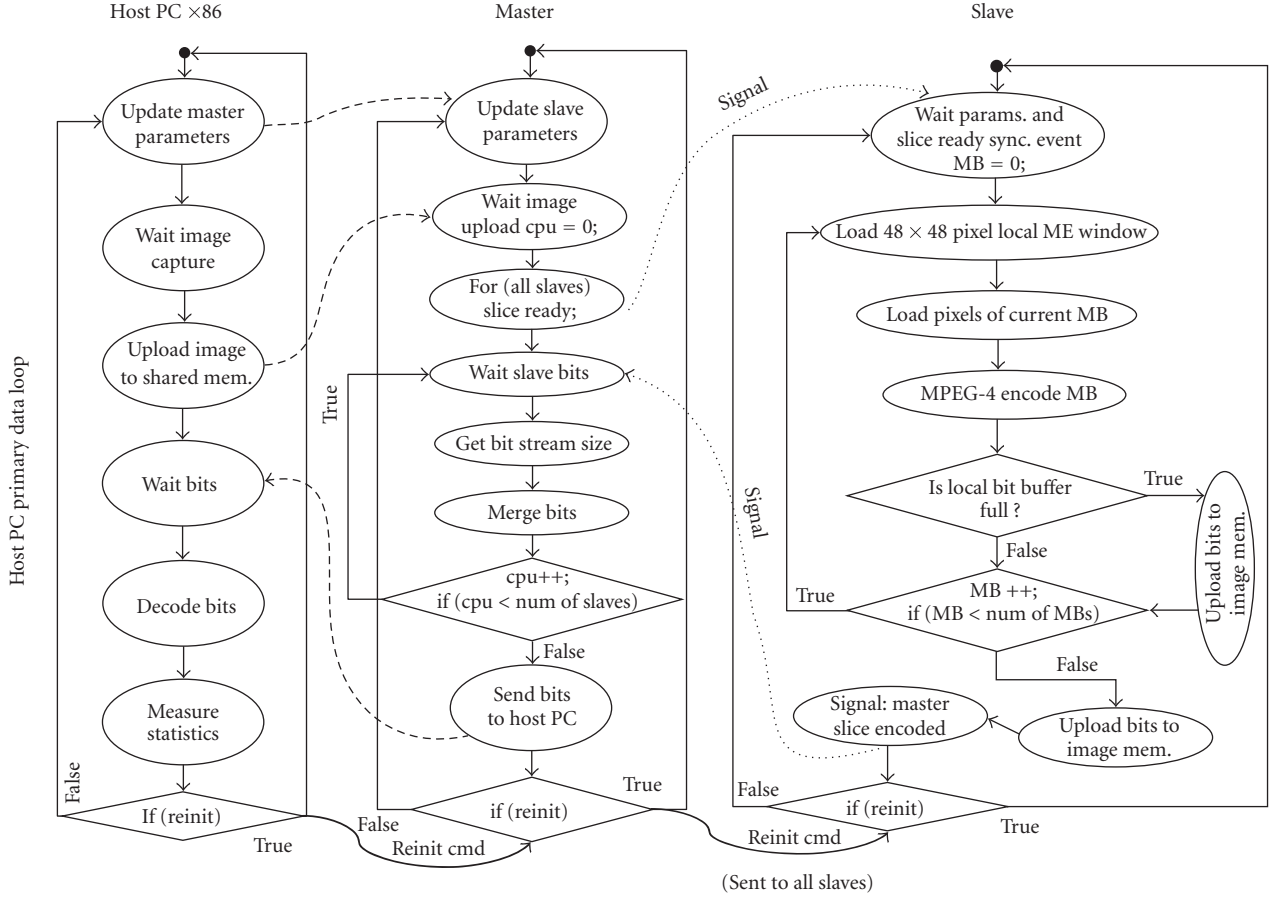 Host PC ×86
Master
Slave
Host PC primary data loop
Update master
parameters
Wait image
capture
Upload image
to shared mem.
Wait bits
Decode bits
Measure
statistics
If (reinit)
False
True
Update slave
parameters
Wait image
upload cpu = 0;
For (all slaves)
slice ready;
Wait slave bits
Get bit stream size
Merge bits
cpu++;
if (cpu < num of slaves)
True
False
Send bits
to host PC
if (reinit)
False
True
Reinit cmd
Signal
Signal
Wait params. and
slice ready sync. event
MB = 0;
Load 48 × 48 pixel local ME window
Load pixels of current MB
MPEG-4 encode MB
Is local bit buffer
full ?
True
False
Upload bits to
image mem.
MB ++;
if (MB < num of MBs)
True
False
Upload bits to
image mem.
Signal: master
slice encoded
if (reinit)
False
True
Reinit cmd
(Sent to all slaves)